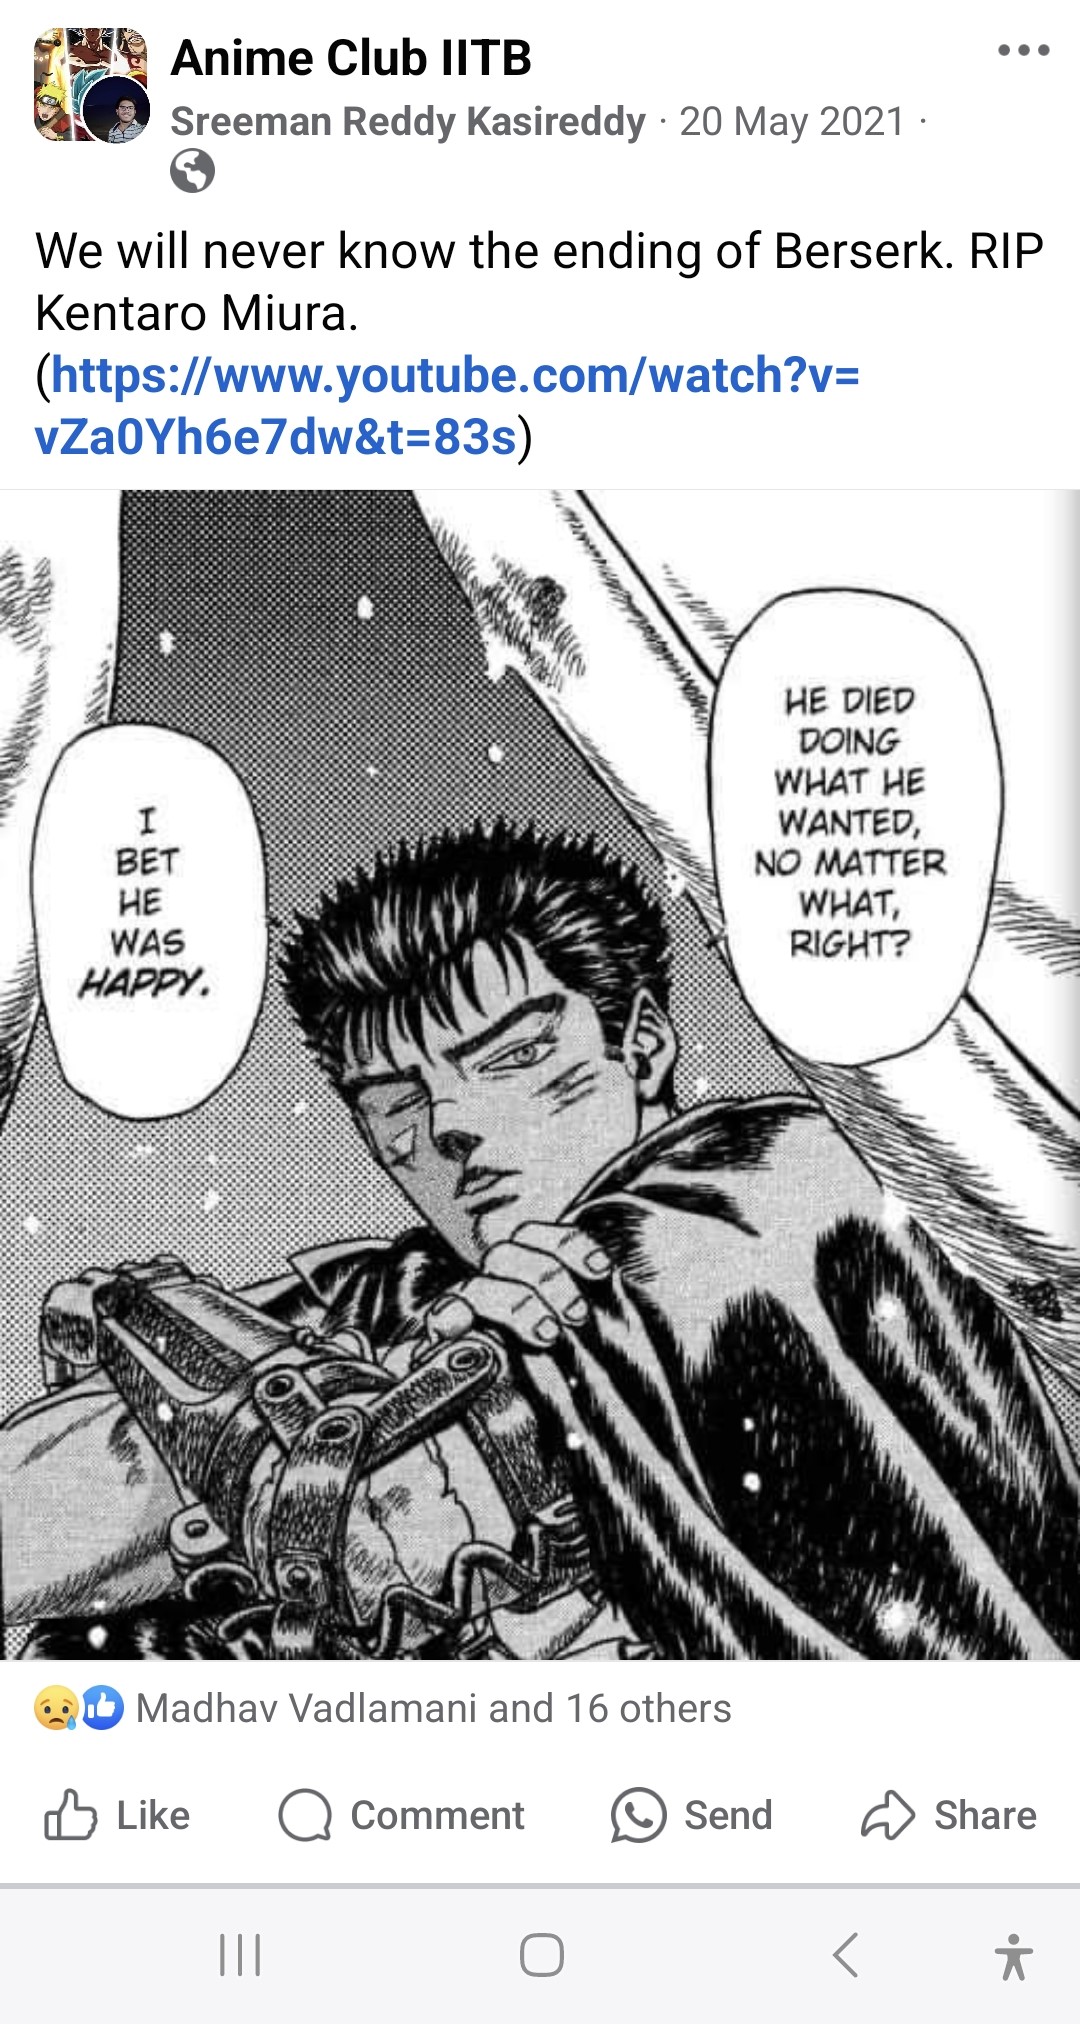 Anime Club IITB
Sreeman Reddy Kasireddy · 20 May 2021 ·
We will never know the ending of Berserk. RIP
Kentaro Miura.
(https://www.youtube.com/watch?v=
vZa0Yh6e7dw&t=83s)
HE DIED
DOING
WHAT HE
WANTED,
NO MATTER
WHAT,
RIGHT?
I
BET
HE
WAS
HAPPY.
Madhav Vadlamani and 16 others
Like
Comment
Send
Share